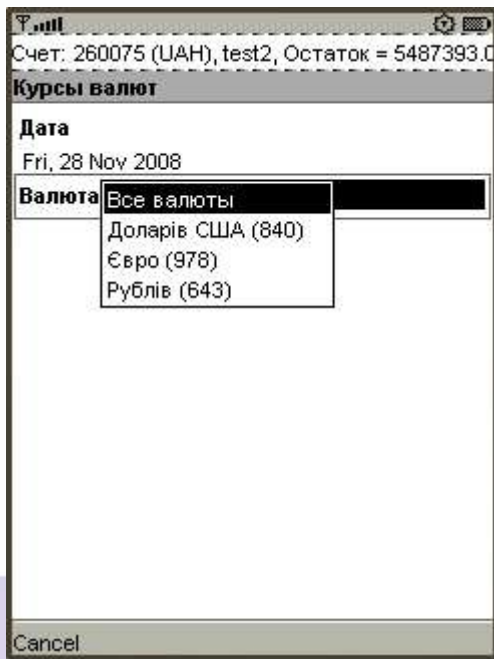 Счет: 260075 (UAH), test2, Остаток = 5487393.0
Курсы валют
Дата
Fri, 28 Nov 2008
Валюта
Все валюты
Доларів США (840)
Євро (978)
Рублів (643)
Cancel